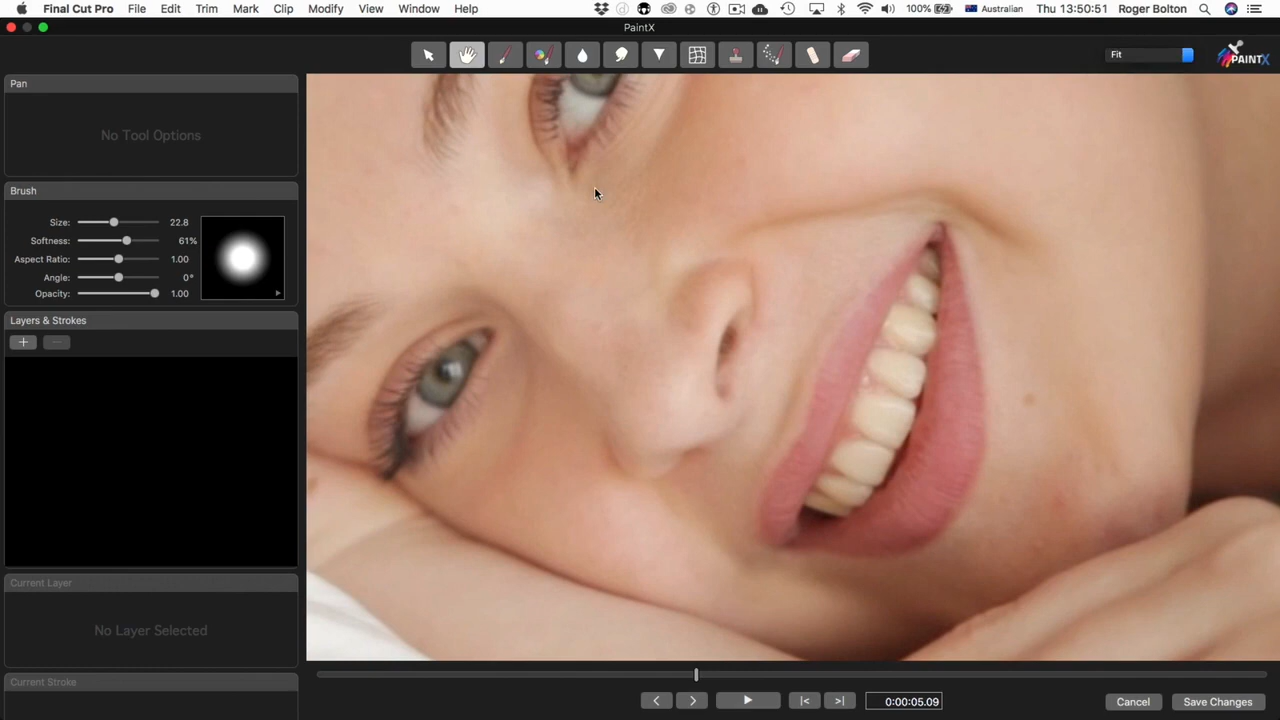 Final Cut Pro File Edit Trim Mark Clip Modify View Window Help 100% Australian Thu 13:50:51 Roger Bolton
PaintX
Fit PAINTX
Pan
No Tool Options
Brush
Size: 22.8
Softness: 61%
Aspect Ratio: 1.00
Angle: 0°
Opacity: 1.00
Layers & Strokes
Current Layer
No Layer Selected
Current Stroke
0:00:05.09 Cancel Save Changes